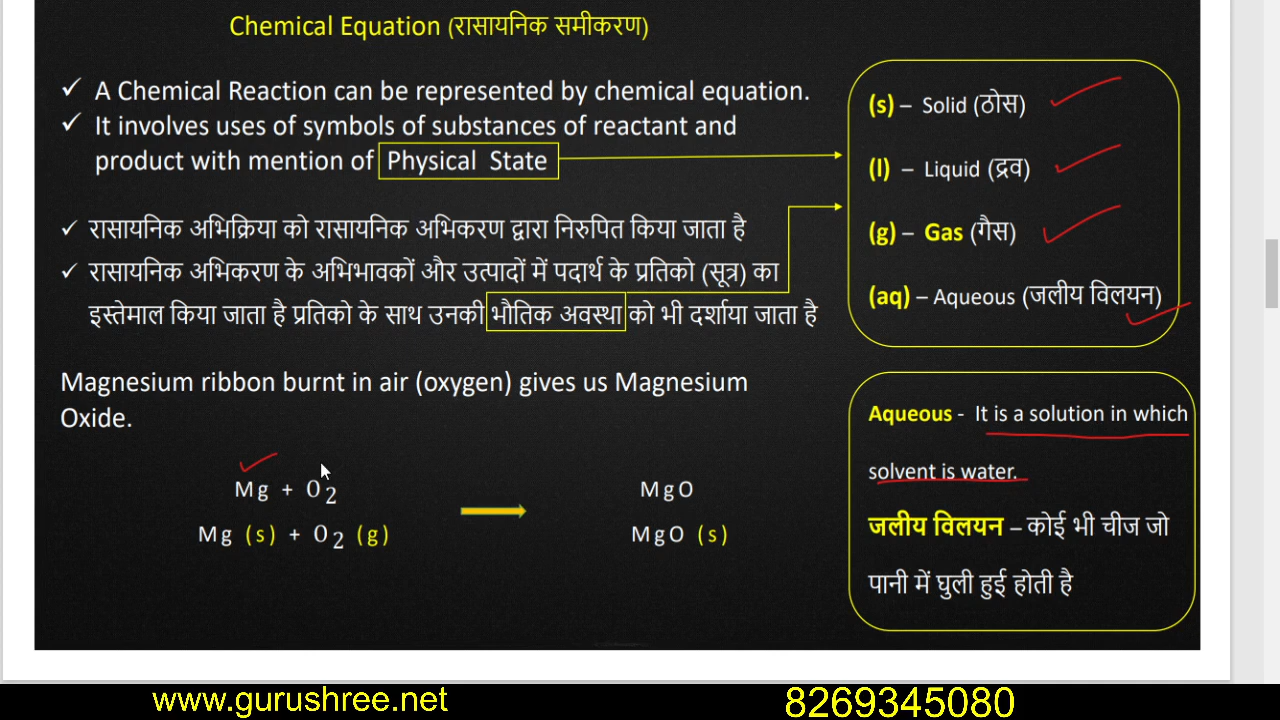 Chemical Equation (रासायनिक समीकरण)
✓ A Chemical Reaction can be represented by chemical equation.
✓ It involves uses of symbols of substances of reactant and
product with mention of Physical State
✓ रासायनिक अभिक्रिया को रासायनिक अभिकरण द्वारा निरुपित किया जाता है
✓ रासायनिक अभिकरण के अभिभावकों और उत्पादों में पदार्थ के प्रतिको (सूत्र) का
इस्तेमाल किया जाता है प्रतिको के साथ उनकी भौतिक अवस्था को भी दर्शाया जाता है
Magnesium ribbon burnt in air (oxygen) gives us Magnesium
Oxide.
Mg + O₂ MgO
Mg (s) + O₂ (g) MgO (s)
(s) – Solid (ठोस)
(l) – Liquid (द्रव)
(g) – Gas (गैस)
(aq) – Aqueous (जलीय विलयन)
Aqueous - It is a solution in which
solvent is water.
जलीय विलयन – कोई भी चीज जो
पानी में घुली हुई होती है
www.gurushree.net 8269345080